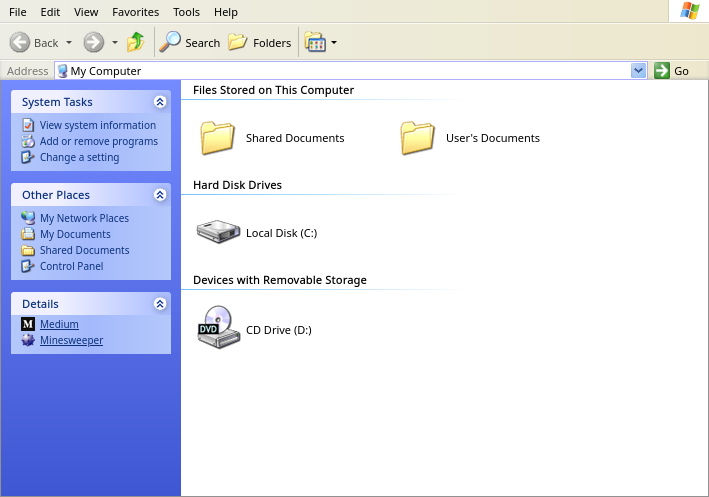 File Edit View Favorites Tools Help
Back Search Folders
Address My Computer Go
System Tasks
View system information
Add or remove programs
Change a setting
Other Places
My Network Places
My Documents
Shared Documents
Control Panel
Details
M Medium
Minesweeper
Files Stored on This Computer
Shared Documents User's Documents
Hard Disk Drives
Local Disk (C:)
Devices with Removable Storage
DVD CD Drive (D:)